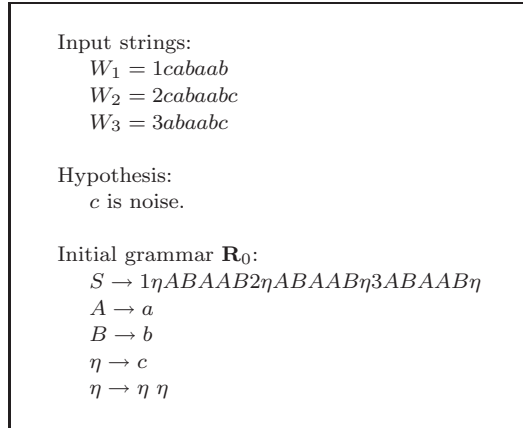 Input strings:
W₁ = 1cabaab
W₂ = 2cabaabc
W₃ = 3abaabc
Hypothesis:
c is noise.
Initial grammar R₀:
S → 1ηABAAB2ηABAABη3ABAABη
A → a
B → b
η → c
η → η η